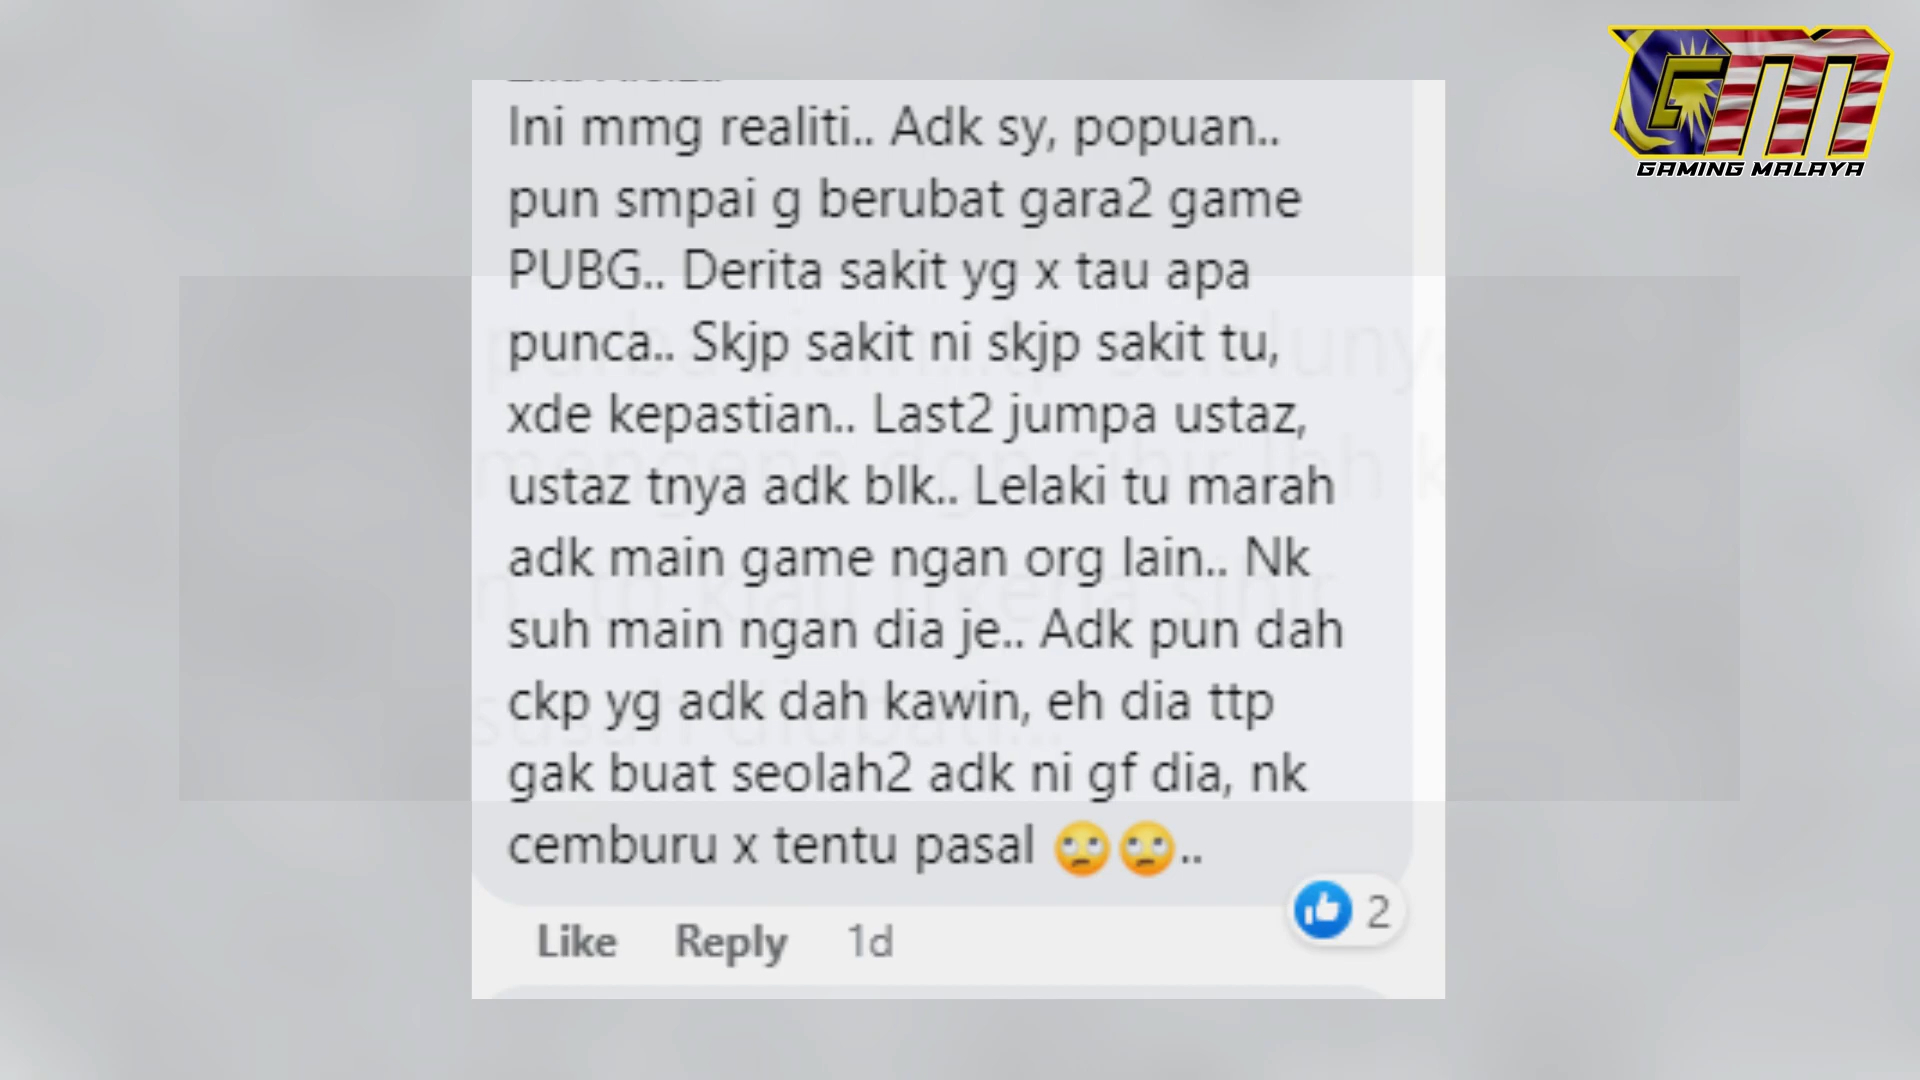 GAMING MALAYA
Ini mmg realiti.. Adk sy, popuan..
pun smpai g berubat gara2 game
PUBG.. Derita sakit yg x tau apa
punca.. Skjp sakit ni skjp sakit tu,
xde kepastian.. Last2 jumpa ustaz,
ustaz tnya adk blk.. Lelaki tu marah
adk main game ngan org lain.. Nk
suh main ngan dia je.. Adk pun dah
ckp yg adk dah kawin, eh dia ttp
gak buat seolah2 adk ni gf dia, nk
cemburu x tentu pasal 🙄🙄..
2
Like Reply 1d